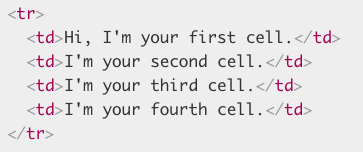 <tr>
  <td>Hi, I'm your first cell.</td>
  <td>I'm your second cell.</td>
  <td>I'm your third cell.</td>
  <td>I'm your fourth cell.</td>
</tr>